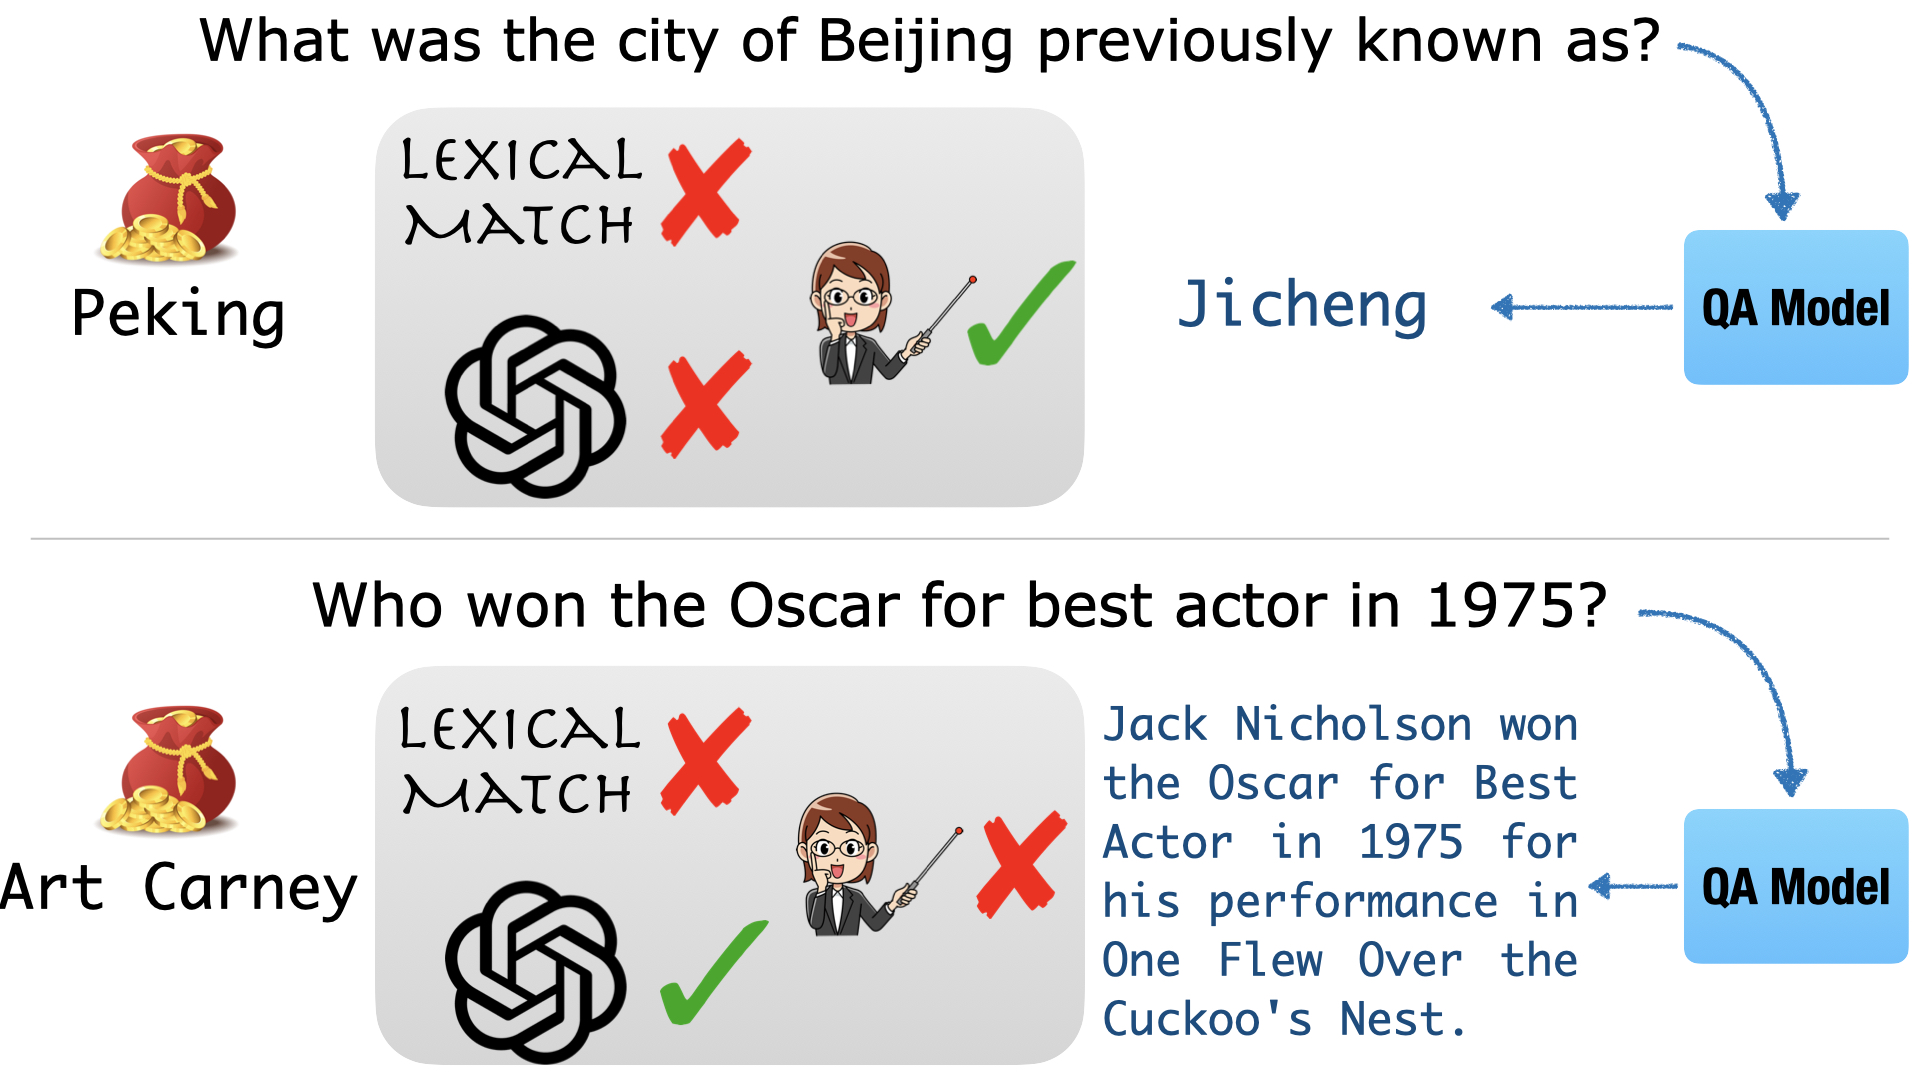 What was the city of Beijing previously known as?
LEXICAL
MATCH
Peking
Jicheng
QA Model
Who won the Oscar for best actor in 1975?
LEXICAL
MATCH
Art Carney
Jack Nicholson won
the Oscar for Best
Actor in 1975 for
his performance in
One Flew Over the
Cuckoo's Nest.
QA Model